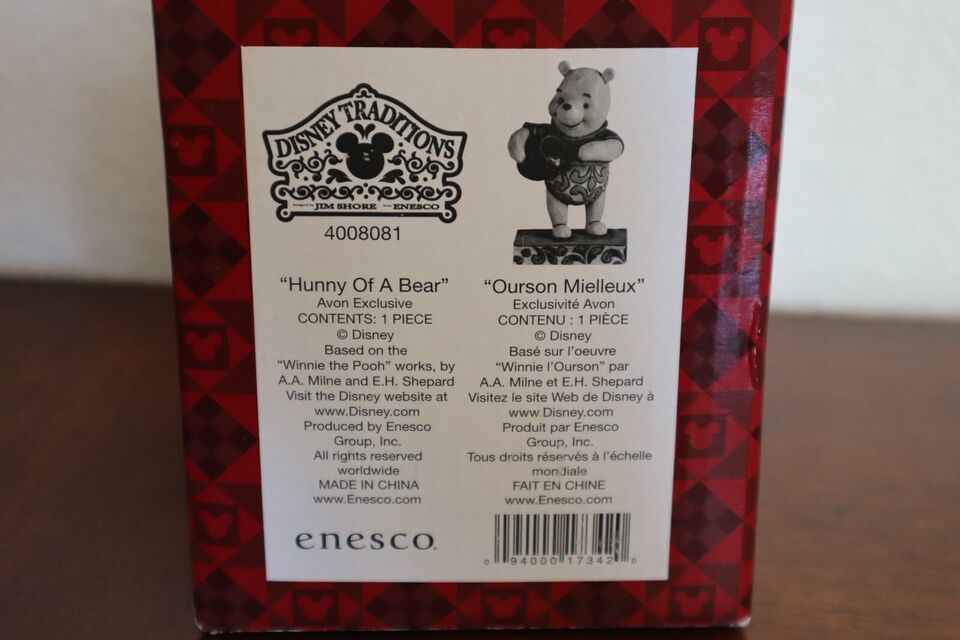 DISNEY TRADITIONS
designed by JIM SHORE from ENESCO
4008081
“Hunny Of A Bear”
Avon Exclusive
CONTENTS: 1 PIECE
© Disney
Based on the
“Winnie the Pooh” works, by
A.A. Milne and E.H. Shepard
Visit the Disney website at
www.Disney.com
Produced by Enesco
Group, Inc.
All rights reserved
worldwide
MADE IN CHINA
www.Enesco.com
enesco.
“Ourson Mielleux”
Exclusivité Avon
CONTENU : 1 PIÈCE
© Disney
Basé sur l’oeuvre
“Winnie l’Ourson” par
A.A. Milne et E.H. Shepard
Visitez le site Web de Disney à
www.Disney.com
Produit par Enesco
Group, Inc.
Tous droits réservés à l’échelle
mondiale
FAIT EN CHINE
www.Enesco.com
0 94000 17342 0